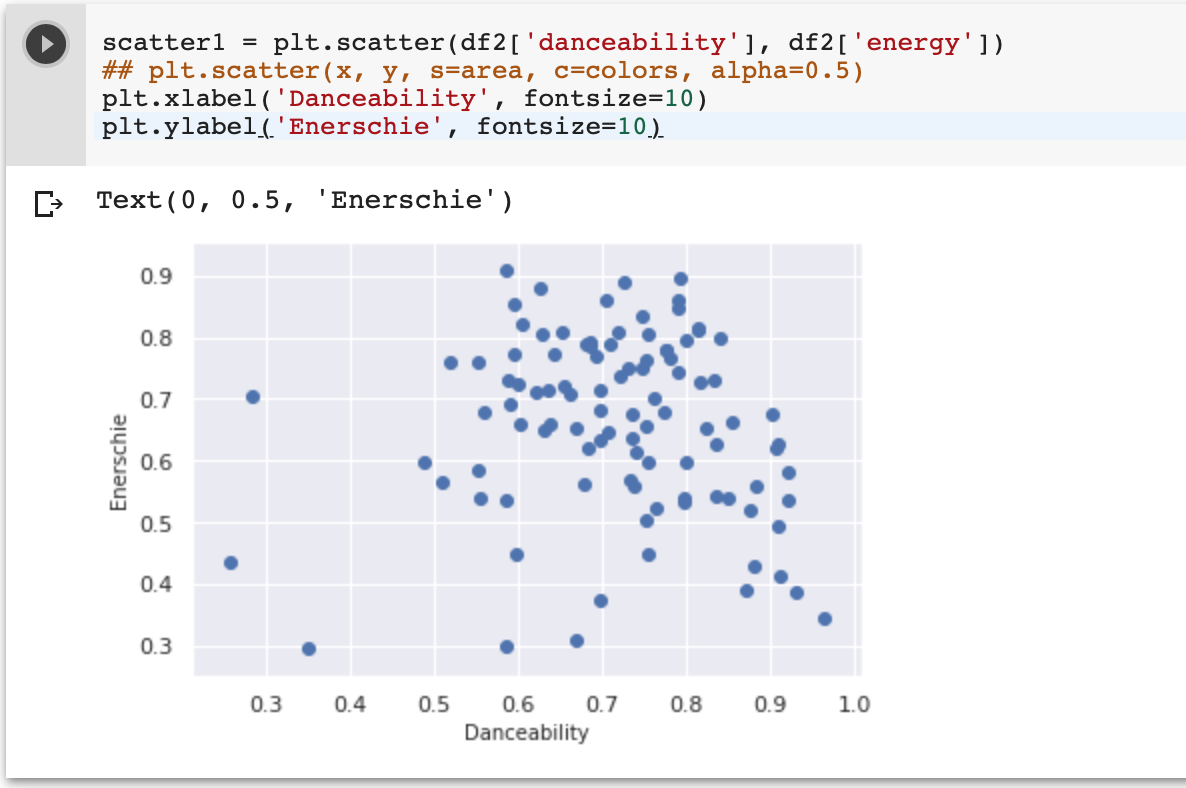 scatter1 = plt.scatter(df2['danceability'], df2['energy'])
## plt.scatter(x, y, s=area, c=colors, alpha=0.5)
plt.xlabel('Danceability', fontsize=10)
plt.ylabel('Enerschie', fontsize=10)
Text(0, 0.5, 'Enerschie')
0.9
0.8
0.7
0.6
0.5
0.4
0.3
Enerschie
0.3 0.4 0.5 0.6 0.7 0.8 0.9 1.0
Danceability